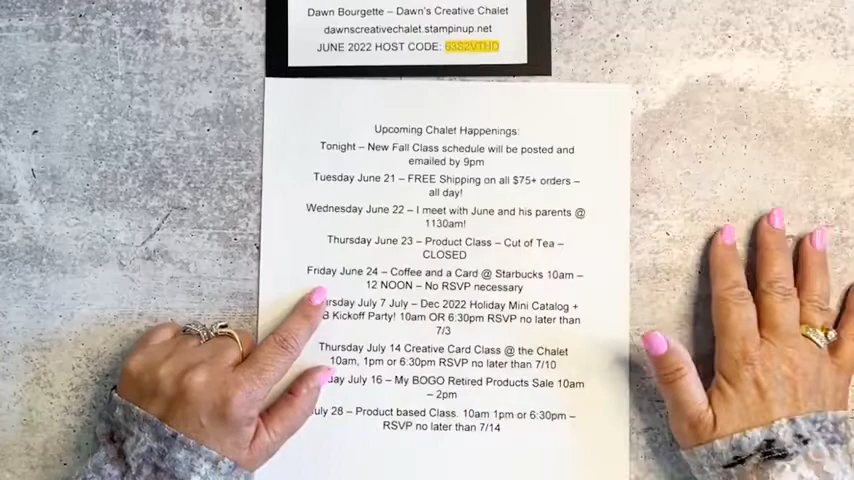 Dawn Bourgette – Dawn's Creative Chalet
dawnscreativechalet.stampinup.net
JUNE 2022 HOST CODE: 63S2VTHD
Upcoming Chalet Happenings:
Tonight – New Fall Class schedule will be posted and
emailed by 9pm
Tuesday June 21 – FREE Shipping on all $75+ orders –
all day!
Wednesday June 22 – I meet with June and his parents @
1130am!
Thursday June 23 – Product Class – Cut of Tea –
CLOSED
Friday June 24 – Coffee and a Card @ Starbucks 10am –
12 NOON – No RSVP necessary
ursday July 7 July – Dec 2022 Holiday Mini Catalog +
B Kickoff Party! 10am OR 6:30pm RSVP no later than
7/3
Thursday July 14 Creative Card Class @ the Chalet
10am, 1pm or 6:30pm – RSVP no later than 7/10
day July 16 – My BOGO Retired Products Sale 10am
– 2pm
July 28 – Product based Class. 10am 1pm or 6:30pm –
RSVP no later than 7/14